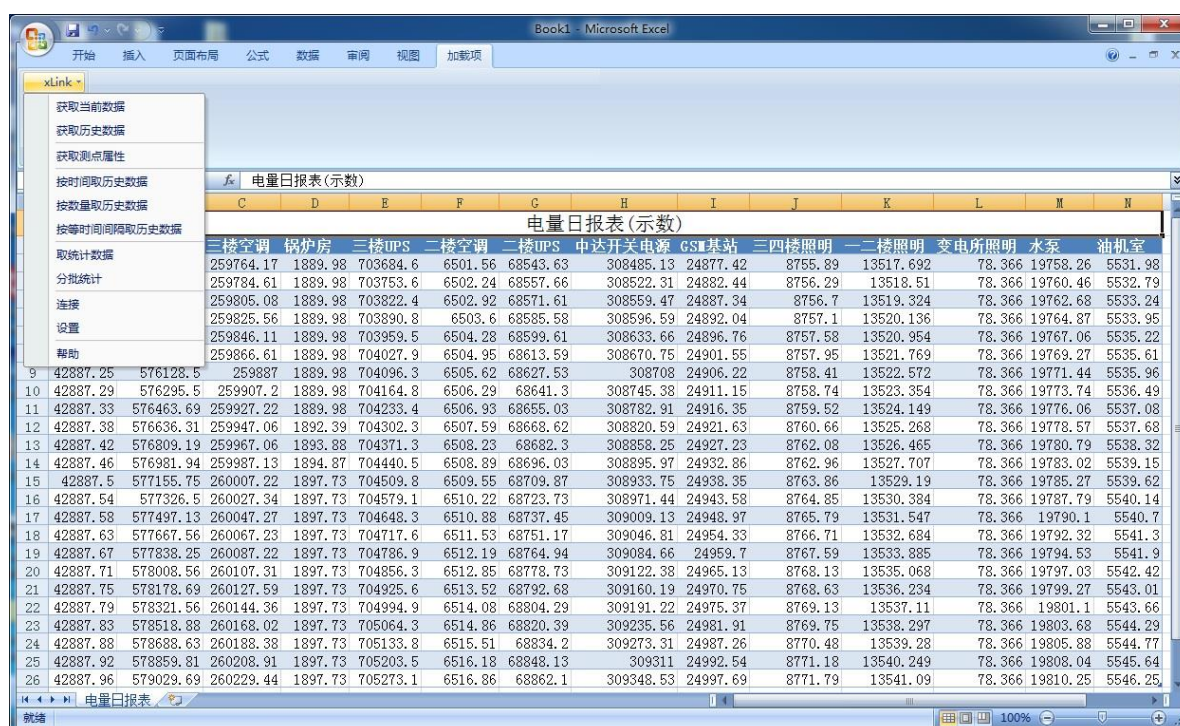 Book1 - Microsoft Excel
开始 插入 页面布局 公式 数据 审阅 视图 加载项
xLink
获取当前数据
获取历史数据
获取测点属性
按时间取历史数据
按数量取历史数据
按等时间间隔取历史数据
取统计数据
分批统计
连接
设置
帮助
fx 电量日报表(示数)
C D E F G H I J K L M N
电量日报表(示数)
三楼空调 锅炉房 三楼UPS 二楼空调 二楼UPS 中达开关电源 GSM基站 三四楼照明 一二楼照明 变电所照明 水泵 油机室
259764.17 1889.98 703684.6 6501.56 68543.63 308485.13 24877.42 8755.89 13517.692 78.366 19758.26 5531.98
259784.61 1889.98 703753.6 6502.24 68557.66 308522.31 24882.44 8756.29 13518.51 78.366 19760.46 5532.79
259805.08 1889.98 703822.4 6502.92 68571.61 308559.47 24887.34 8756.7 13519.324 78.366 19762.68 5533.24
259825.56 1889.98 703890.8 6503.6 68585.58 308596.59 24892.04 8757.1 13520.136 78.366 19764.87 5533.95
259846.11 1889.98 703959.5 6504.28 68599.61 308633.66 24896.76 8757.58 13520.954 78.366 19767.06 5535.22
259866.61 1889.98 704027.9 6504.95 68613.59 308670.75 24901.55 8757.95 13521.769 78.366 19769.27 5535.61
9 42887.25 576128.5 259887 1889.98 704096.3 6505.62 68627.53 308708 24906.22 8758.41 13522.572 78.366 19771.44 5535.96
10 42887.29 576295.5 259907.2 1889.98 704164.8 6506.29 68641.3 308745.38 24911.15 8758.74 13523.354 78.366 19773.74 5536.49
11 42887.33 576463.69 259927.22 1889.98 704233.4 6506.93 68655.03 308782.91 24916.35 8759.52 13524.149 78.366 19776.06 5537.08
12 42887.38 576636.31 259947.06 1892.39 704302.3 6507.59 68668.62 308820.59 24921.63 8760.66 13525.268 78.366 19778.57 5537.68
13 42887.42 576809.19 259967.06 1893.88 704371.3 6508.23 68682.3 308858.25 24927.23 8762.08 13526.465 78.366 19780.79 5538.32
14 42887.46 576981.94 259987.13 1894.87 704440.5 6508.89 68696.03 308895.97 24932.86 8762.96 13527.707 78.366 19783.02 5539.15
15 42887.5 577155.75 260007.22 1897.73 704509.8 6509.55 68709.87 308933.75 24938.35 8763.86 13529.19 78.366 19785.27 5539.62
16 42887.54 577326.5 260027.34 1897.73 704579.1 6510.22 68723.73 308971.44 24943.58 8764.85 13530.384 78.366 19787.79 5540.14
17 42887.58 577497.13 260047.27 1897.73 704648.3 6510.88 68737.45 309009.13 24948.97 8765.79 13531.547 78.366 19790.1 5540.7
18 42887.63 577667.56 260067.23 1897.73 704717.6 6511.53 68751.17 309046.81 24954.33 8766.71 13532.684 78.366 19792.32 5541.3
19 42887.67 577838.25 260087.22 1897.73 704786.9 6512.19 68764.94 309084.66 24959.7 8767.59 13533.885 78.366 19794.53 5541.9
20 42887.71 578008.56 260107.31 1897.73 704856.3 6512.85 68778.73 309122.38 24965.13 8768.13 13535.068 78.366 19797.03 5542.42
21 42887.75 578178.69 260127.59 1897.73 704925.6 6513.52 68792.68 309160.19 24970.75 8768.63 13536.234 78.366 19799.27 5543.01
22 42887.79 578321.56 260144.36 1897.73 704994.9 6514.08 68804.29 309191.22 24975.37 8769.13 13537.11 78.366 19801.1 5543.66
23 42887.83 578518.88 260168.02 1897.73 705064.3 6514.86 68820.39 309235.56 24981.91 8769.75 13538.297 78.366 19803.68 5544.29
24 42887.88 578688.63 260188.38 1897.73 705133.8 6515.51 68834.2 309273.31 24987.26 8770.48 13539.28 78.366 19805.88 5544.77
25 42887.92 578859.81 260208.91 1897.73 705203.5 6516.18 68848.13 309311 24992.54 8771.18 13540.249 78.366 19808.04 5545.64
26 42887.96 579029.69 260229.44 1897.73 705273.1 6516.86 68862.1 309348.53 24997.69 8771.79 13541.09 78.366 19810.25 5546.25
电量日报表
就绪 100%